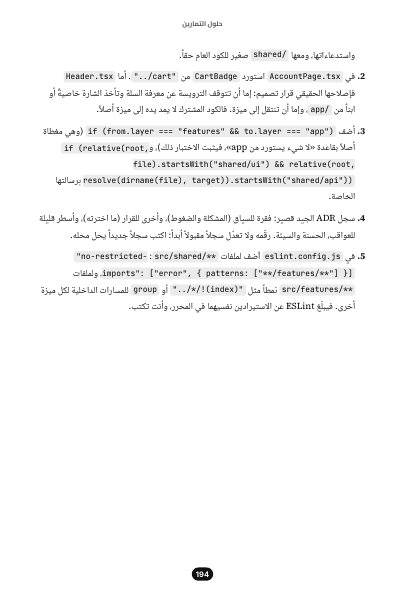 حلول التمارين
واستدعاءاتها، ومعها shared/ صغير للكود العام حقاً.
2. في AccountPage.tsx استورد CartBadge من "../cart". أما Header.tsx
فإصلاحها الحقيقي قرار تصميم: إما أن تتوقف الترويسة عن معرفة السلة وتأخذ الشارة خاصيةً أو
ابناً من app/، وإما أن تنتقل إلى ميزة. فالكود المشترك لا يمد يده إلى ميزة أصلاً.
3. أضف if (from.layer === "features" && to.layer === "app") (وهي مغطاة
أصلاً بقاعدة «لا شيء يستورد من app»، فيثبت الاختبار ذلك)، و if (relative(root,
file).startsWith("shared/ui") && relative(root,
resolve(dirname(file), target)).startsWith("shared/api")) برسالتها
الخاصة.
4. سجل ADR الجيد قصير: فقرة للسياق (المشكلة والضغوط)، وأخرى للقرار (ما اخترته)، وأسطر قليلة
للعواقب، الحسنة والسيئة. رقّمه ولا تعدّل سجلاً مقبولاً أبداً: اكتب سجلاً جديداً يحل محله.
5. في eslint.config.js أضف لملفات src/shared/**: "no-restricted-
imports": ["error", { patterns: ["**/features/**"] }]، ولملفات
src/features/** نمطاً مثل "../*/!(index)" أو group للمسارات الداخلية لكل ميزة
أخرى. فيبلّغ ESLint عن الاستيرادين نفسيهما في المحرر، وأنت تكتب.
194